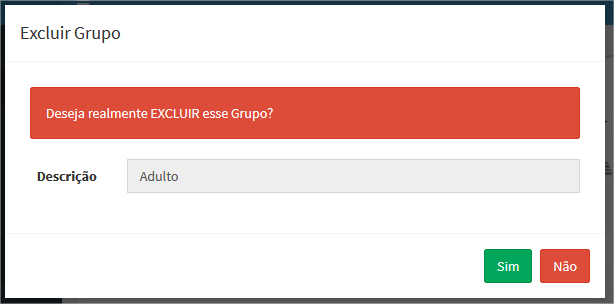 Excluir Grupo
Deseja realmente EXCLUIR esse Grupo?
Descrição Adulto
Sim Não